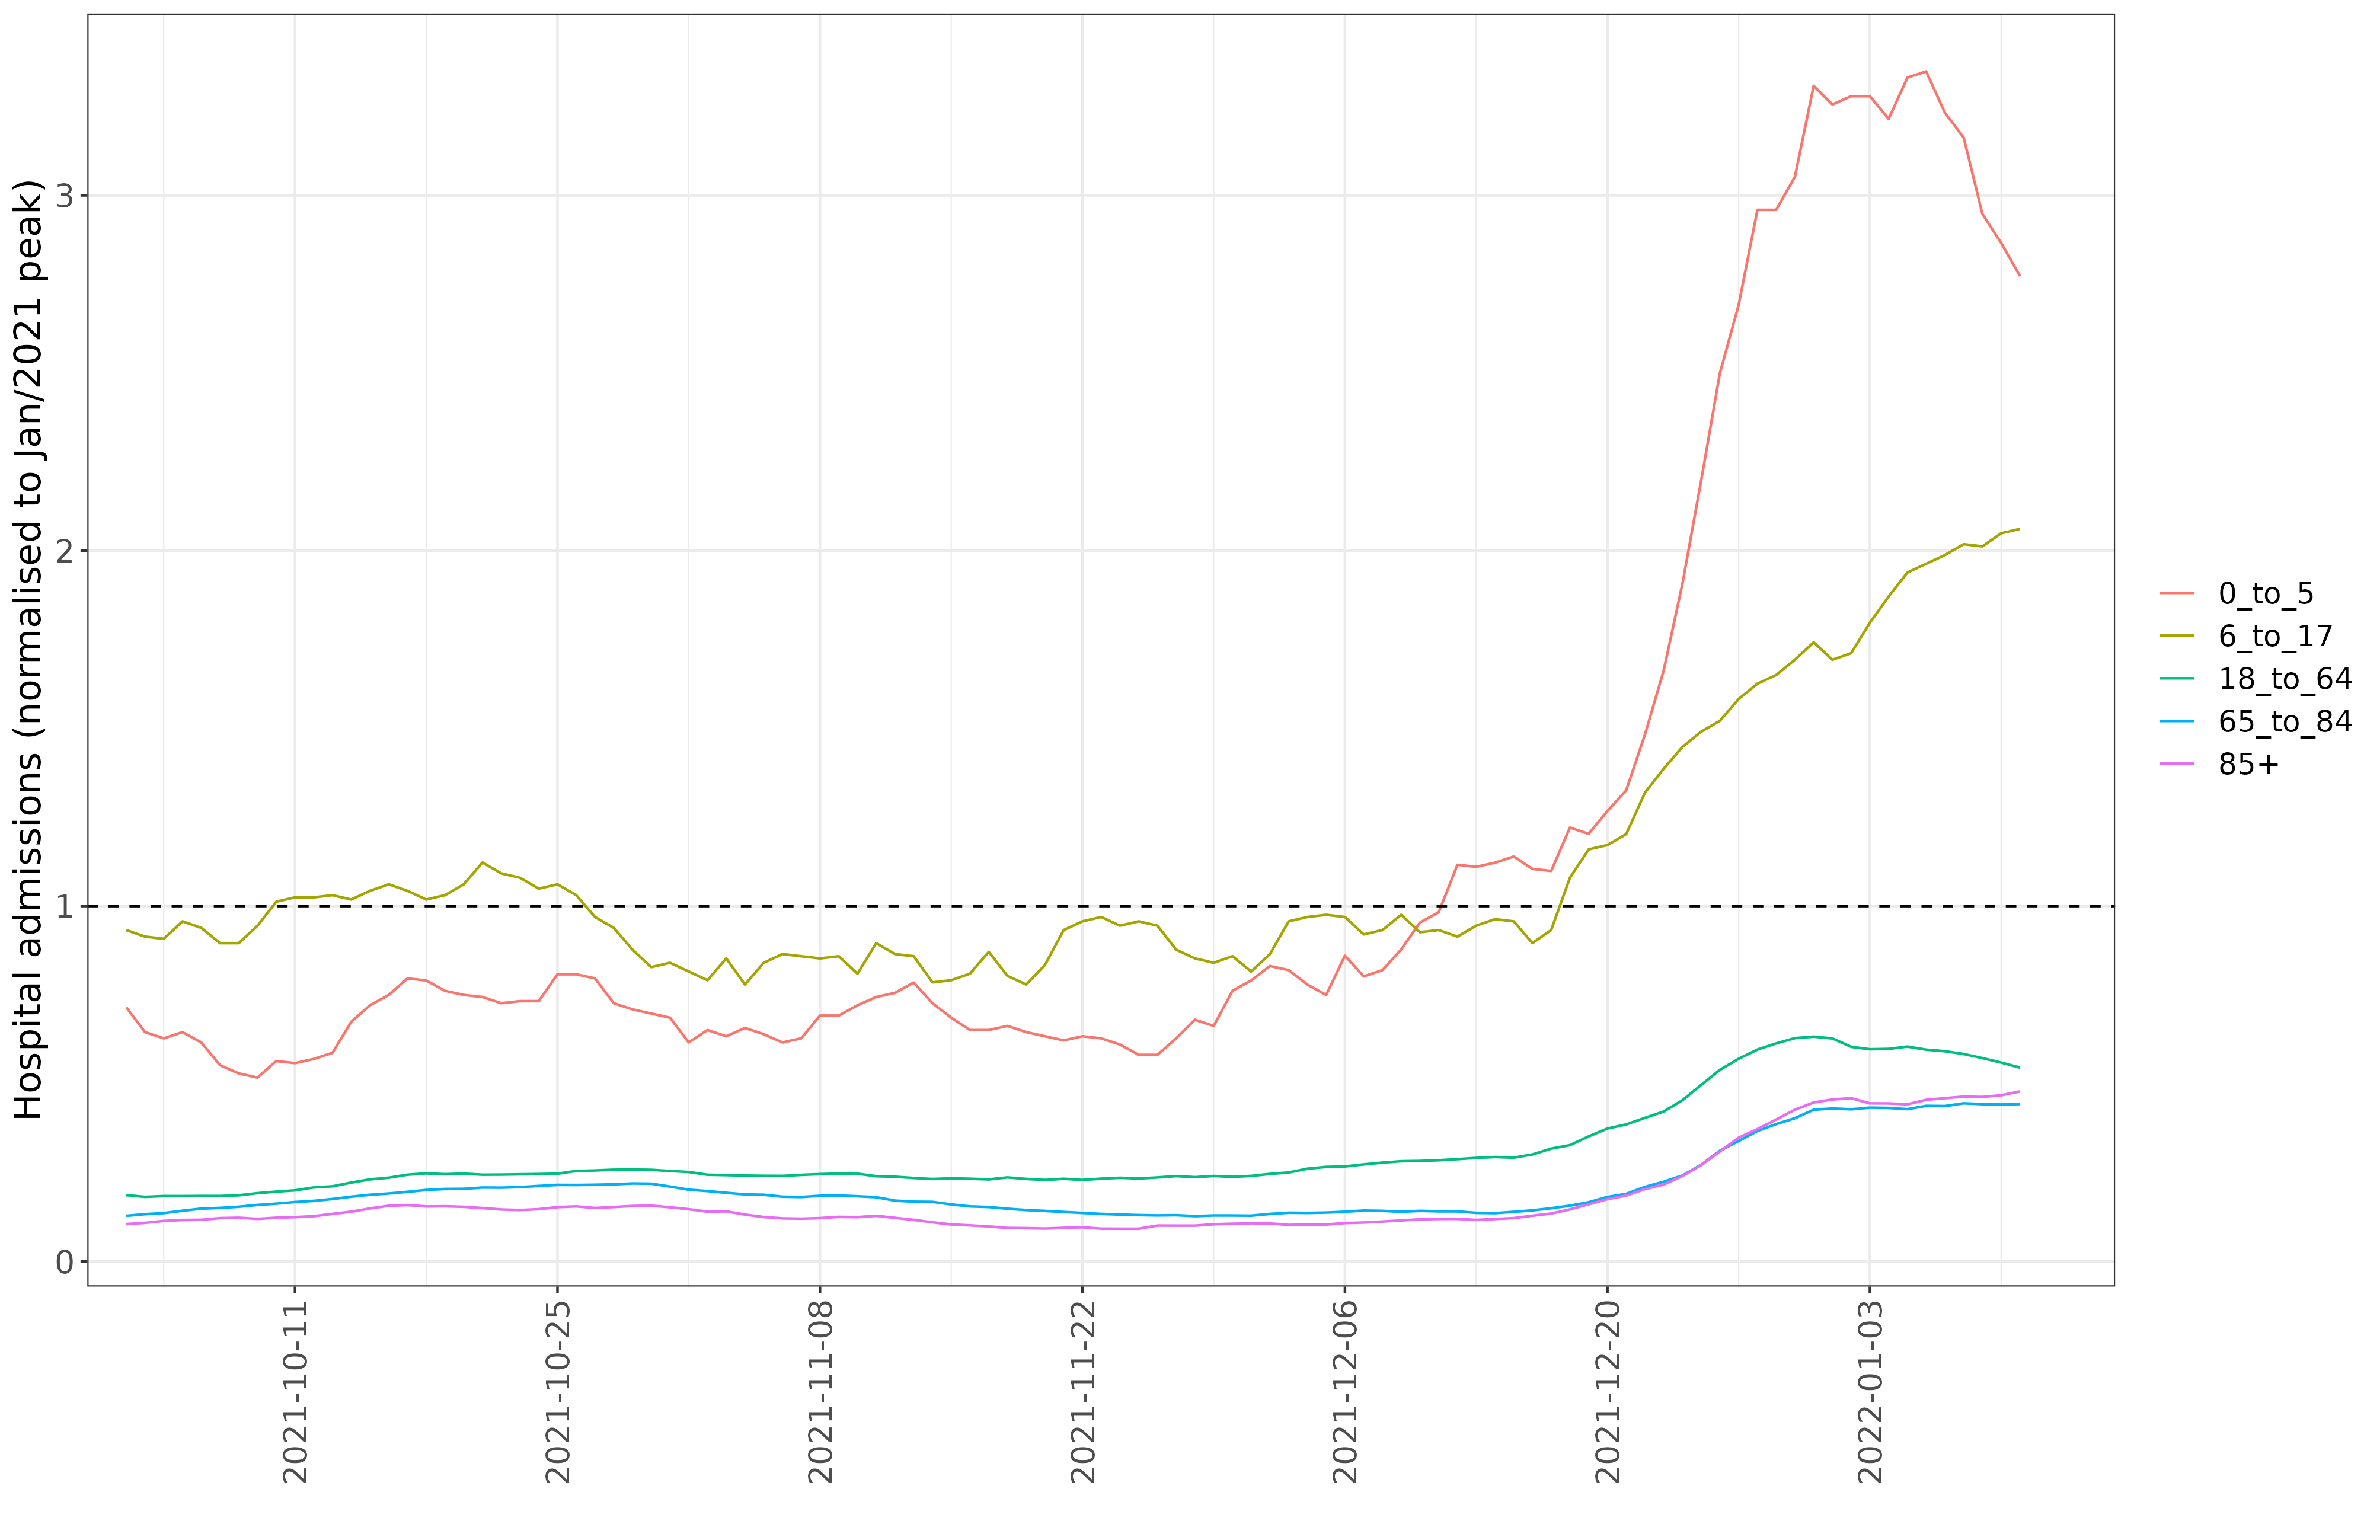 Hospital admissions (normalised to Jan/2021 peak)
3
2
1
0
2021-10-11
2021-10-25
2021-11-08
2021-11-22
2021-12-06
2021-12-20
2022-01-03
0_to_5
6_to_17
18_to_64
65_to_84
85+